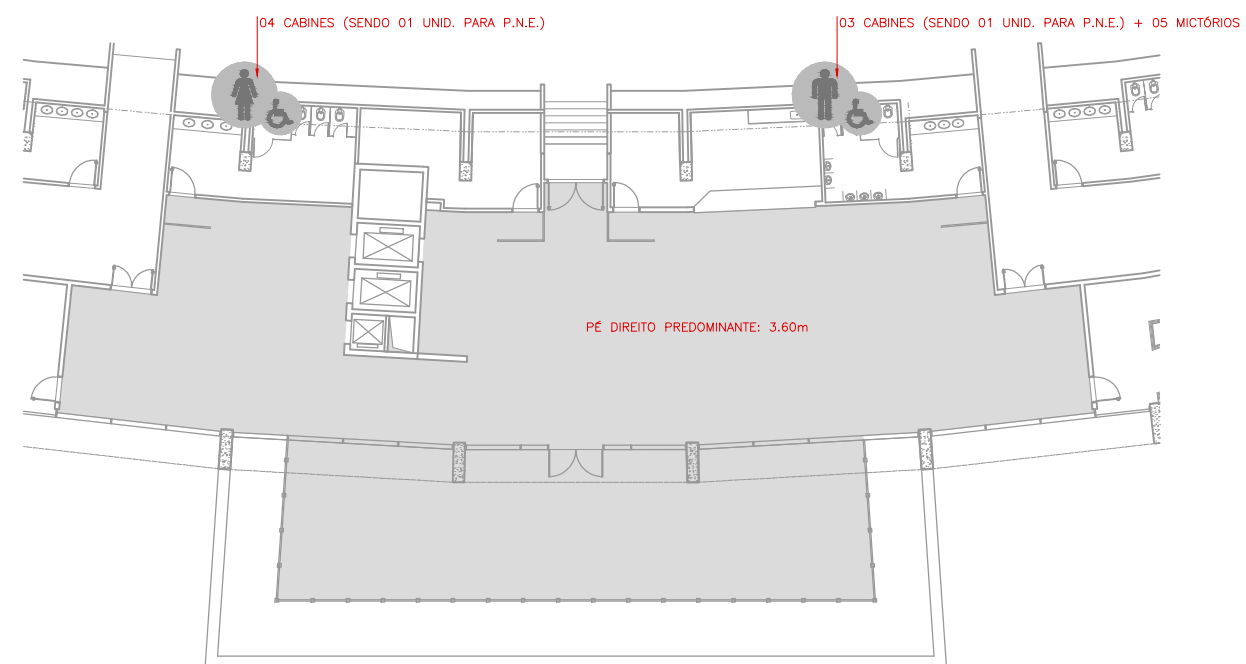 04 CABINES (SENDO 01 UNID. PARA P.N.E.)
03 CABINES (SENDO 01 UNID. PARA P.N.E.) + 05 MICTÓRIOS
PÉ DIREITO PREDOMINANTE: 3.60m